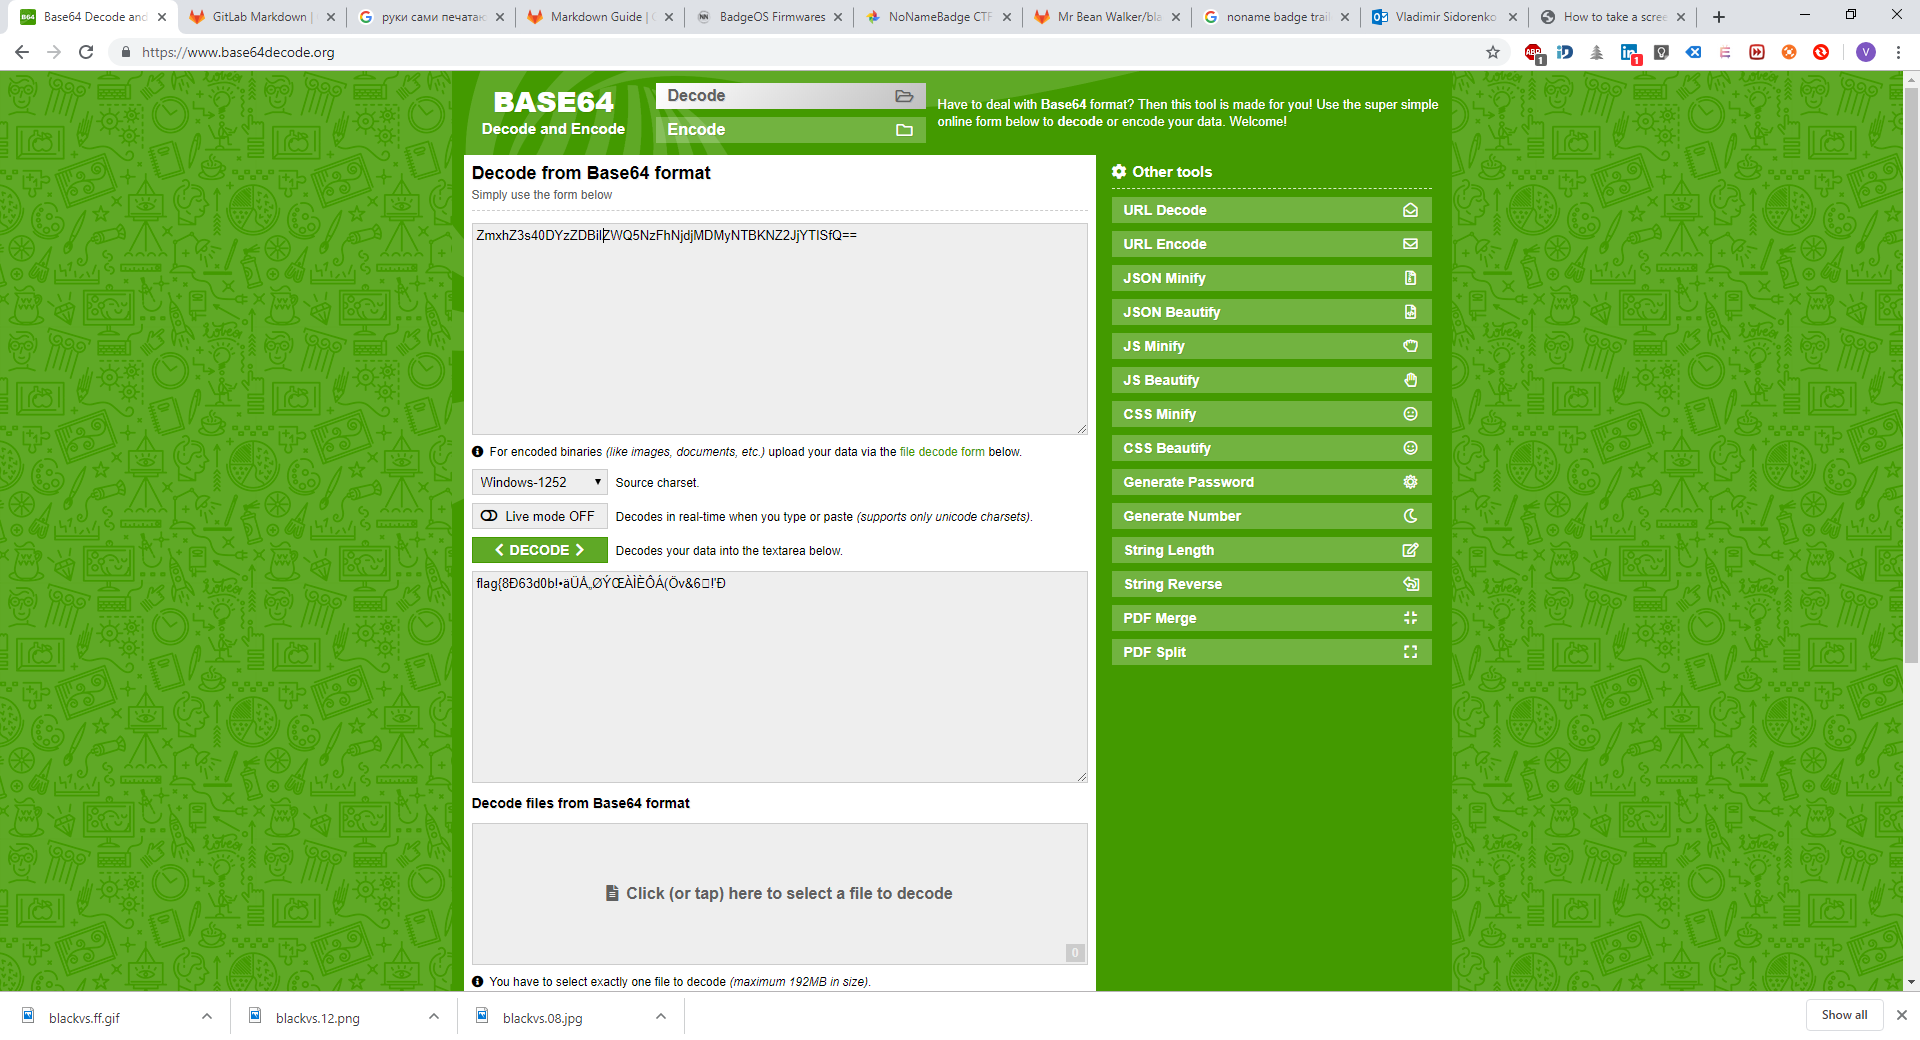 Base64 Decode and
GitLab Markdown |
руки сами печатаю
Markdown Guide |
BadgeOS Firmwares
NoNameBadge CTF
Mr Bean Walker/bla
noname badge trail
Vladimir Sidorenko
How to take a scree
https://www.base64decode.org
BASE64
Decode and Encode
Decode
Encode
Have to deal with Base64 format? Then this tool is made for you! Use the super simple
online form below to decode or encode your data. Welcome!
Decode from Base64 format
Simply use the form below
ZmxhZ3s40DYzZDBiIZWQ5NzFhNjdjMDMyNTBKNZ2JjYTISfQ==
For encoded binaries (like images, documents, etc.) upload your data via the file decode form below.
Windows-1252
Source charset.
Live mode OFF
Decodes in real-time when you type or paste (supports only unicode charsets).
DECODE
Decodes your data into the textarea below.
flag{8Ð63d0b!•äÜÅ„ØÝŒÀÌÈÔÁ(Öv&6!'Ð
Decode files from Base64 format
Click (or tap) here to select a file to decode
0
You have to select exactly one file to decode (maximum 192MB in size).
Other tools
URL Decode
URL Encode
JSON Minify
JSON Beautify
JS Minify
JS Beautify
CSS Minify
CSS Beautify
Generate Password
Generate Number
String Length
String Reverse
PDF Merge
PDF Split
blackvs.ff.gif
blackvs.12.png
blackvs.08.jpg
Show all